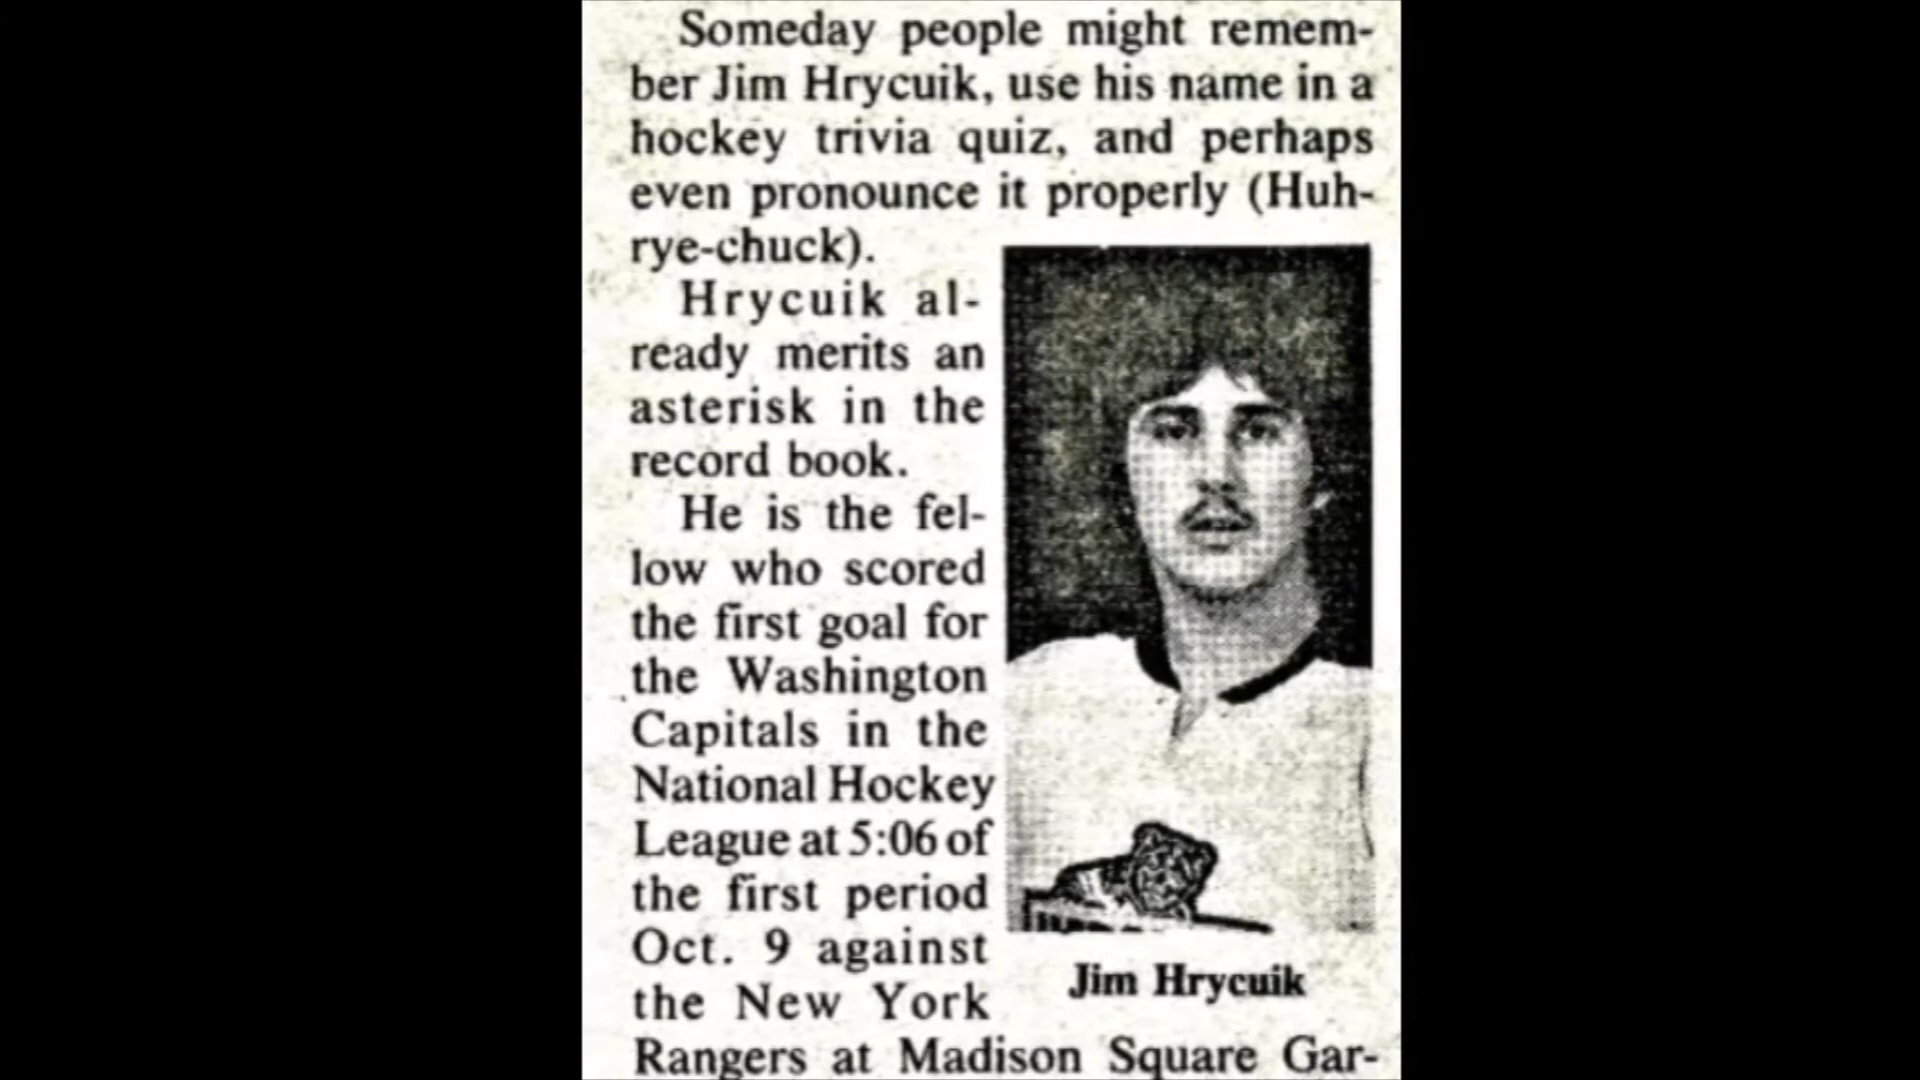 Someday people might remem-
ber Jim Hrycuik, use his name in a
hockey trivia quiz, and perhaps
even pronounce it properly (Huh-
rye-chuck).
Hrycuik al-
ready merits an
asterisk in the
record book.
He is the fel-
low who scored
the first goal for
the Washington
Capitals in the
National Hockey
League at 5:06 of
the first period
Oct. 9 against
the New York
Rangers at Madison Square Gar-
Jim Hrycuik